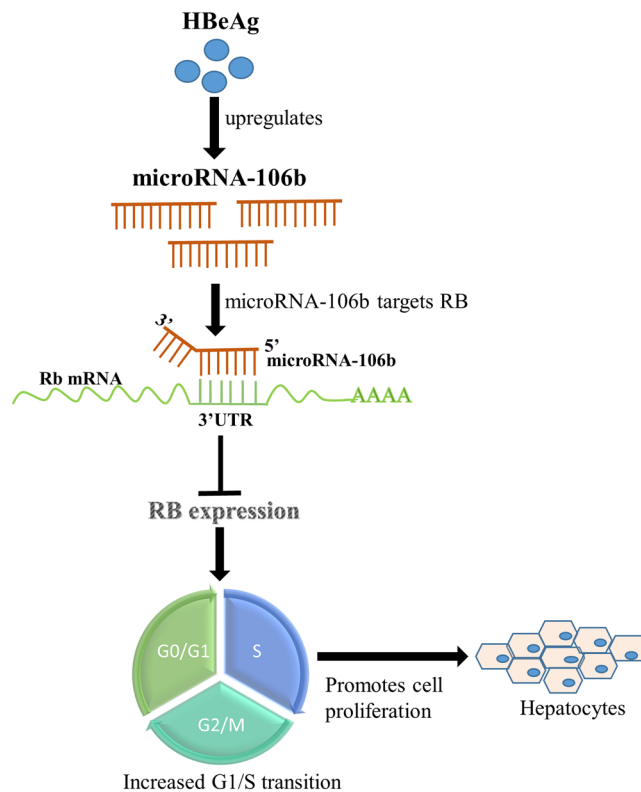 HBeAg
upregulates
microRNA-106b
microRNA-106b targets RB
3’
5’
microRNA-106b
Rb mRNA
AAAA
3’UTR
RB expression
G0/G1
S
G2/M
Promotes cell
proliferation
Hepatocytes
Increased G1/S transition